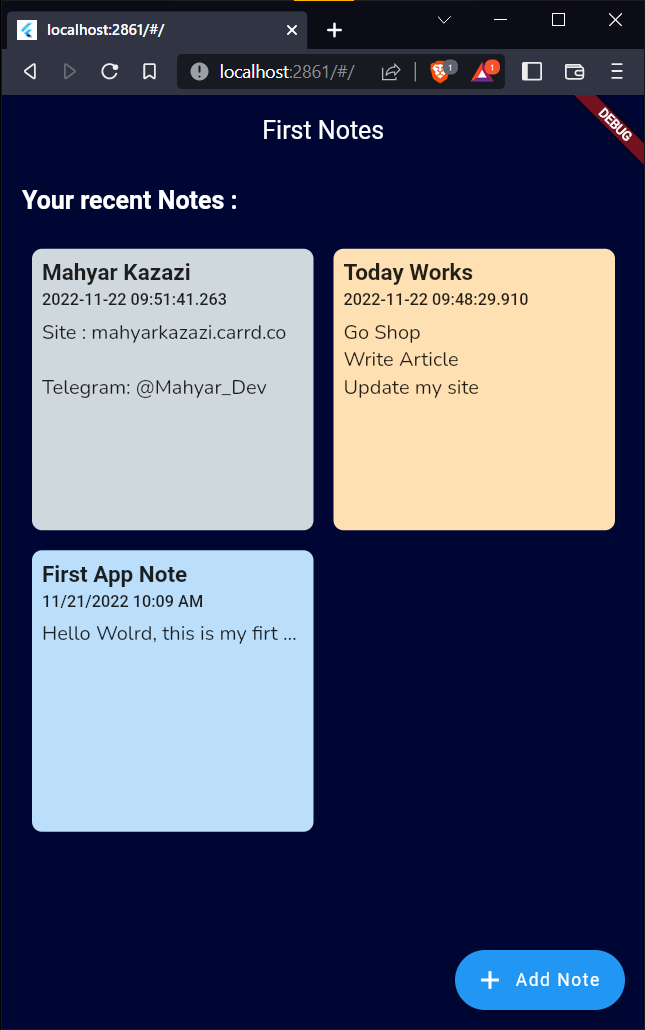 localhost:2861/#/
localhost:2861/#/
1
1
DEBUG
First Notes
Your recent Notes :
Mahyar Kazazi
2022-11-22 09:51:41.263
Site : mahyarkazazi.carrd.co
Telegram: @Mahyar_Dev
Today Works
2022-11-22 09:48:29.910
Go Shop
Write Article
Update my site
First App Note
11/21/2022 10:09 AM
Hello Wolrd, this is my firt ...
Add Note